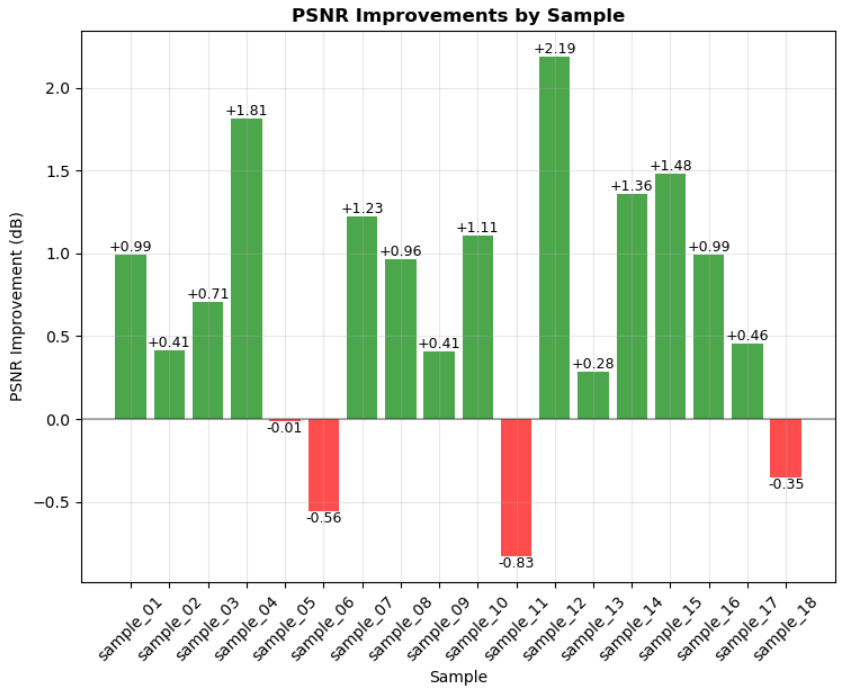 PSNR Improvements by Sample
PSNR Improvement (dB)
2.0
1.5
1.0
0.5
0.0
−0.5
+0.99
+0.41
+0.71
+1.81
-0.01
-0.56
+1.23
+0.96
+0.41
+1.11
-0.83
+2.19
+0.28
+1.36
+1.48
+0.99
+0.46
-0.35
sample_01
sample_02
sample_03
sample_04
sample_05
sample_06
sample_07
sample_08
sample_09
sample_10
sample_11
sample_12
sample_13
sample_14
sample_15
sample_16
sample_17
sample_18
Sample